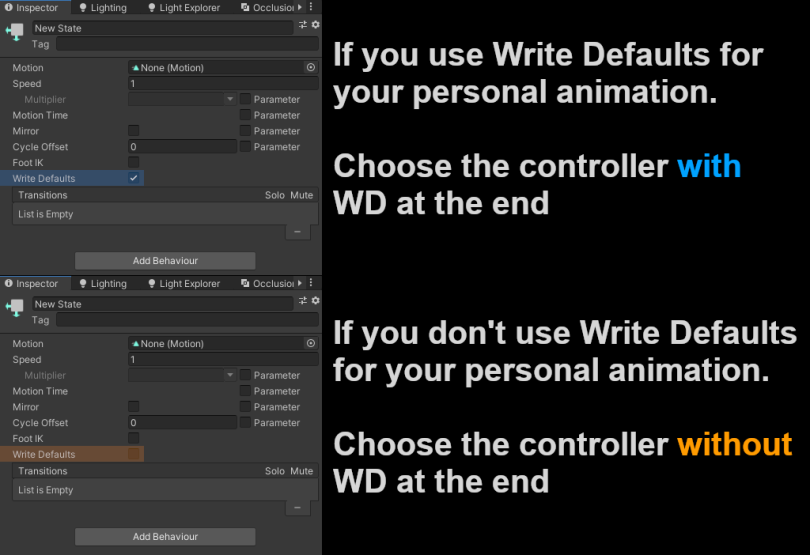 Inspector Lighting Light Explorer Occlusion
New State
Tag
Motion None (Motion)
Speed 1
Multiplier Parameter
Motion Time Parameter
Mirror Parameter
Cycle Offset 0 Parameter
Foot IK
Write Defaults
Transitions Solo Mute
List is Empty
Add Behaviour
If you use Write Defaults for
your personal animation.
Choose the controller with
WD at the end
Inspector Lighting Light Explorer Occlusion
New State
Tag
Motion None (Motion)
Speed 1
Multiplier Parameter
Motion Time Parameter
Mirror Parameter
Cycle Offset 0 Parameter
Foot IK
Write Defaults
Transitions Solo Mute
List is Empty
Add Behaviour
If you don't use Write Defaults
for your personal animation.
Choose the controller without
WD at the end